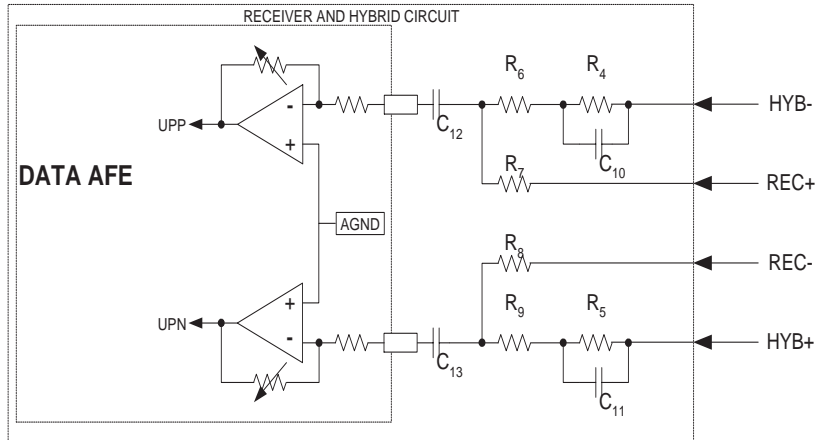 RECEIVER AND HYBRID CIRCUIT
R6
R4
-
HYB-
UPP
C12
+
C10
DATA AFE
R7
REC+
AGND
R8
REC-
+
R9
R5
UPN
-
HYB+
C13
C11